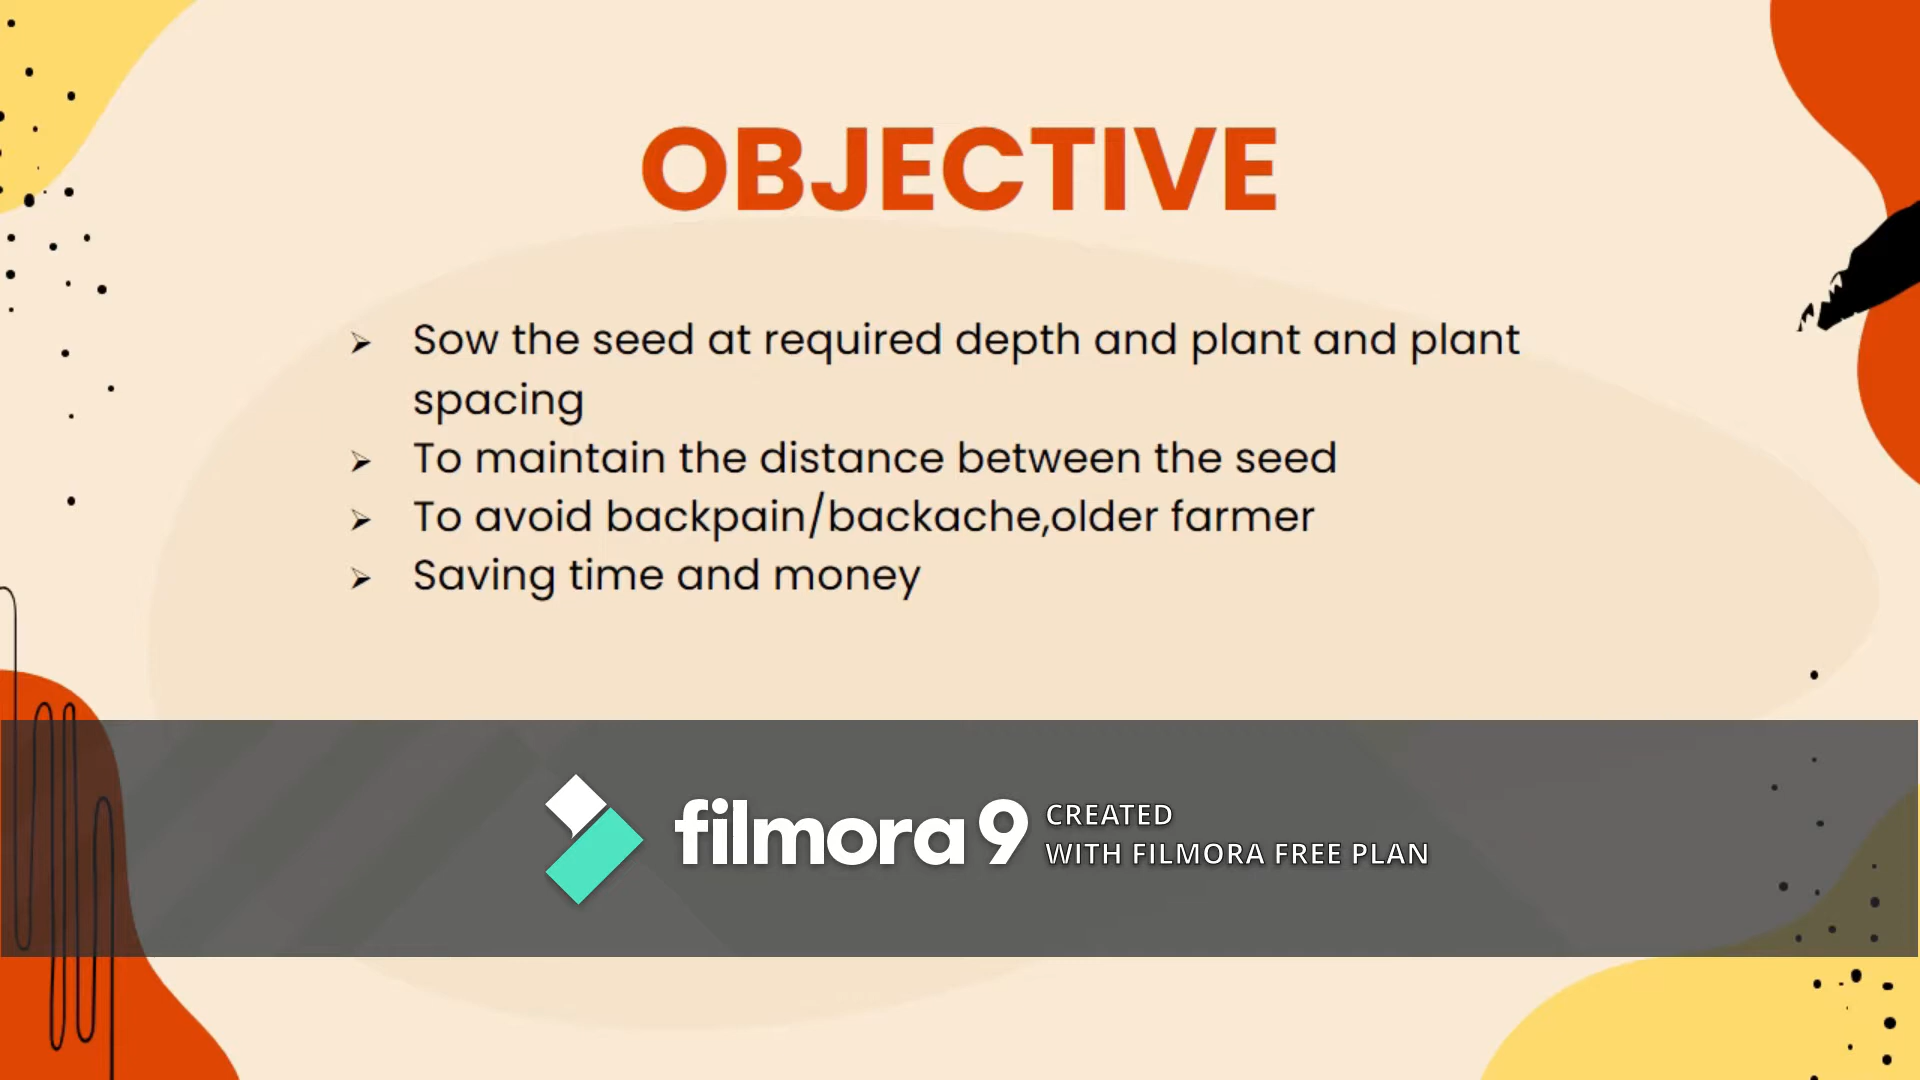 OBJECTIVE
➢ Sow the seed at required depth and plant and plant
spacing
➢ To maintain the distance between the seed
➢ To avoid backpain/backache,older farmer
➢ Saving time and money
filmora 9 CREATED
WITH FILMORA FREE PLAN